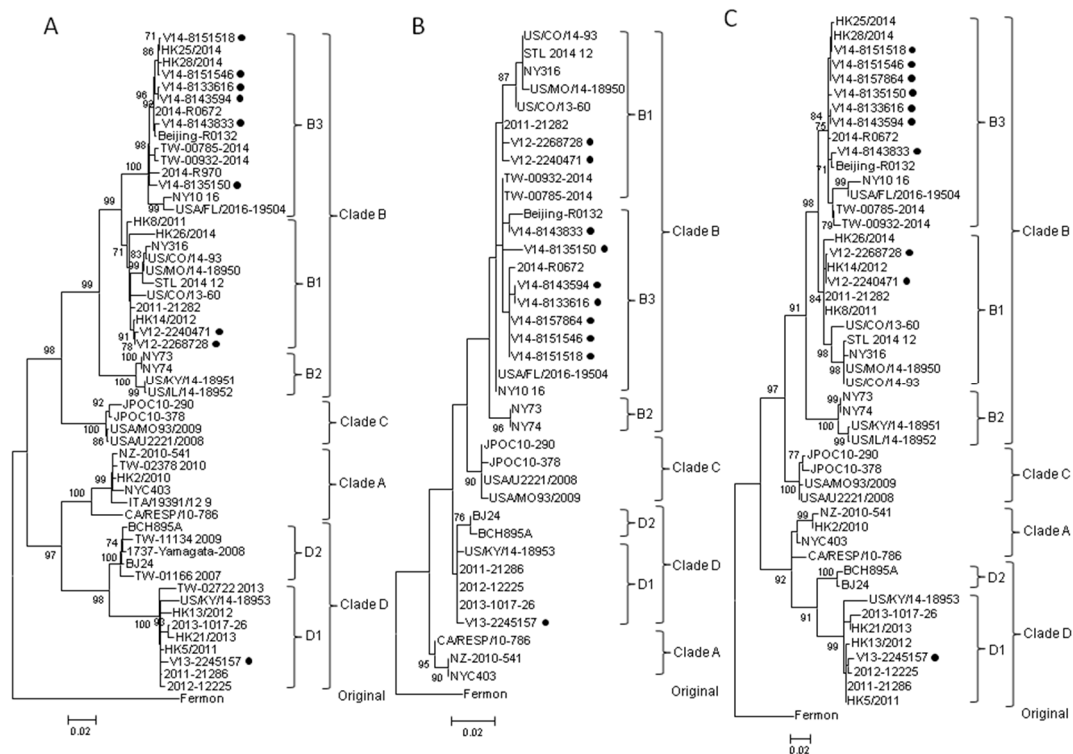 A
71
V14-8151518
86
HK25/2014
HK28/2014
V14-8151546
96
V14-8133616
92
V14-8143594
2014-R0672
V14-8143833
Beijing-R0132
98
TW-00785-2014
TW-00932-2014
100
2014-R970
V14-8135150
NY10 16
99
USA/FL/2016-19504
B3
99
HK8/2011
HK26/2014
71
NY316
83
US/CO/14-93
99
US/MO/14-18950
STL 2014 12
US/CO/13-60
2011-21282
HK14/2012
91
V12-2240471
78
V12-2268728
B1
99
100
NY73
NY74
100
US/KY/14-18951
US/IL/14-18952
B2
Clade B
98
92
JPOC10-290
JPOC10-378
100
USA/MO93/2009
86
USA/U2221/2008
Clade C
NZ-2010-541
TW-02378 2010
99
HK2/2010
NYC403
ITA/19391/12 9
CA/RESP/10-786
Clade A
97
BCH895A
TW-11134 2009
74
1737-Yamagata-2008
100
BJ24
TW-01166 2007
D2
98
TW-02722 2013
US/KY/14-18953
HK13/2012
93
2013-1017-26
100
HK21/2013
HK5/2011
V13-2245157
2011-21286
2012-12225
D1
Clade D
Fermon
Original
0.02
B
US/CO/14-93
STL 2014 12
NY316
87
US/MO/14-18950
US/CO/13-60
2011-21282
V12-2268728
V12-2240471
TW-00932-2014
TW-00785-2014
B1
Beijing-R0132
V14-8143833
V14-8135150
2014-R0672
V14-8143594
V14-8133616
V14-8157864
V14-8151546
V14-8151518
USA/FL/2016-19504
NY10 16
B3
NY73
96
NY74
B2
Clade B
JPOC10-290
JPOC10-378
90
USA/U2221/2008
USA/MO93/2009
Clade C
76
BJ24
BCH895A
D2
US/KY/14-18953
2011-21286
2012-12225
2013-1017-26
V13-2245157
D1
Clade D
CA/RESP/10-786
95
NZ-2010-541
90
NYC403
Clade A
Fermon
Original
0.02
C
HK25/2014
HK28/2014
V14-8151518
V14-8151546
V14-8157864
V14-8135150
V14-8133616
84
V14-8143594
75
2014-R0672
V14-8143833
71
Beijing-R0132
99
NY10 16
USA/FL/2016-19504
TW-00785-2014
79
TW-00932-2014
B3
98
HK26/2014
V12-2268728
HK14/2012
V12-2240471
84
2011-21282
HK8/2011
US/CO/13-60
STL 2014 12
98
NY316
98
US/MO/14-18950
US/CO/14-93
B1
91
99
NY73
NY74
100
US/KY/14-18951
99
US/IL/14-18952
B2
Clade B
97
77
JPOC10-290
JPOC10-378
100
USA/MO93/2009
USA/U2221/2008
Clade C
99
NZ-2010-541
HK2/2010
NYC403
CA/RESP/10-786
Clade A
92
100
BCH895A
BJ24
D2
91
US/KY/14-18953
2013-1017-26
HK21/2013
99
HK13/2012
V13-2245157
2012-12225
2011-21286
HK5/2011
D1
Clade D
Fermon
Original
0.02